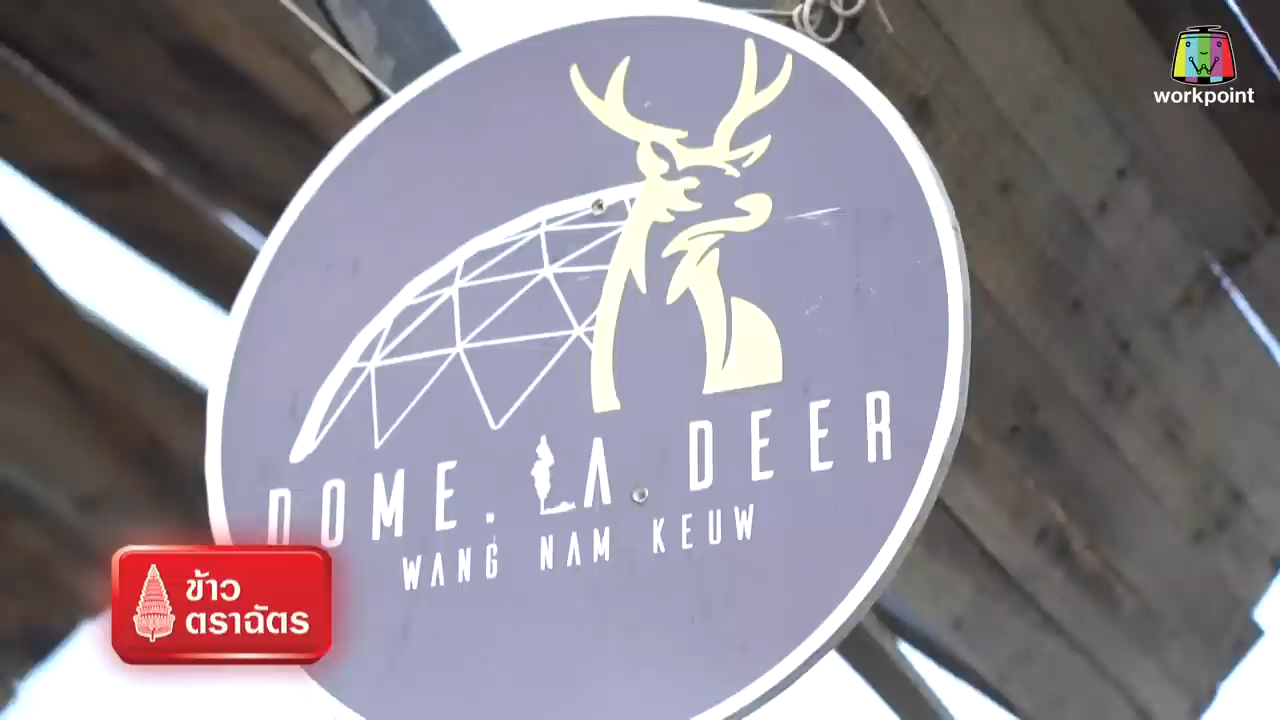 workpoint
DOME. LA. DEER
WANG NAM KEUW
ข้าว
ตราฉัตร